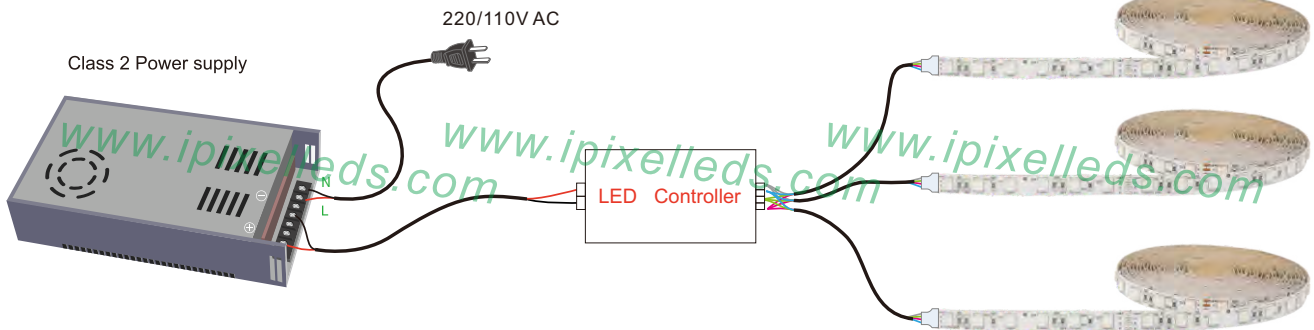 220/110V AC
Class 2 Power supply
www.ipixelleds.com
www.ipixelleds.com
www.ipixelleds.com
N
L
LED Controller